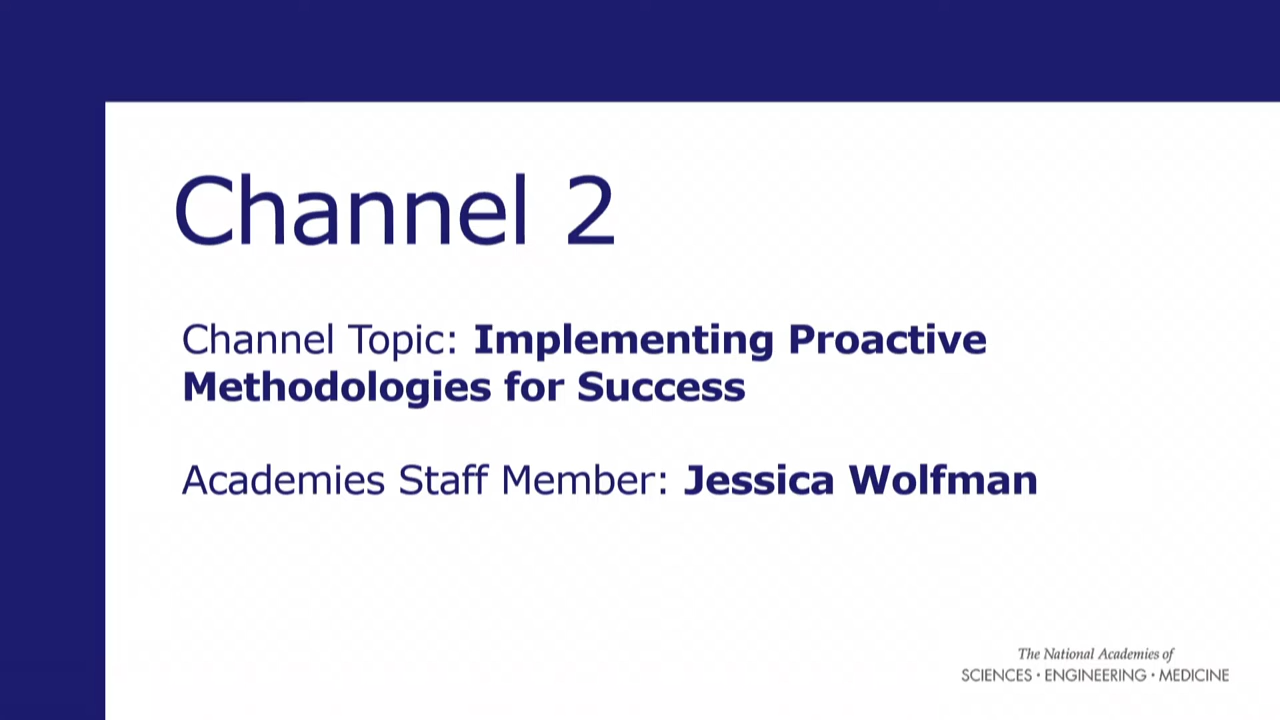 Channel 2
Channel Topic: Implementing Proactive
Methodologies for Success
Academies Staff Member: Jessica Wolfman
The National Academies of
SCIENCES · ENGINEERING · MEDICINE